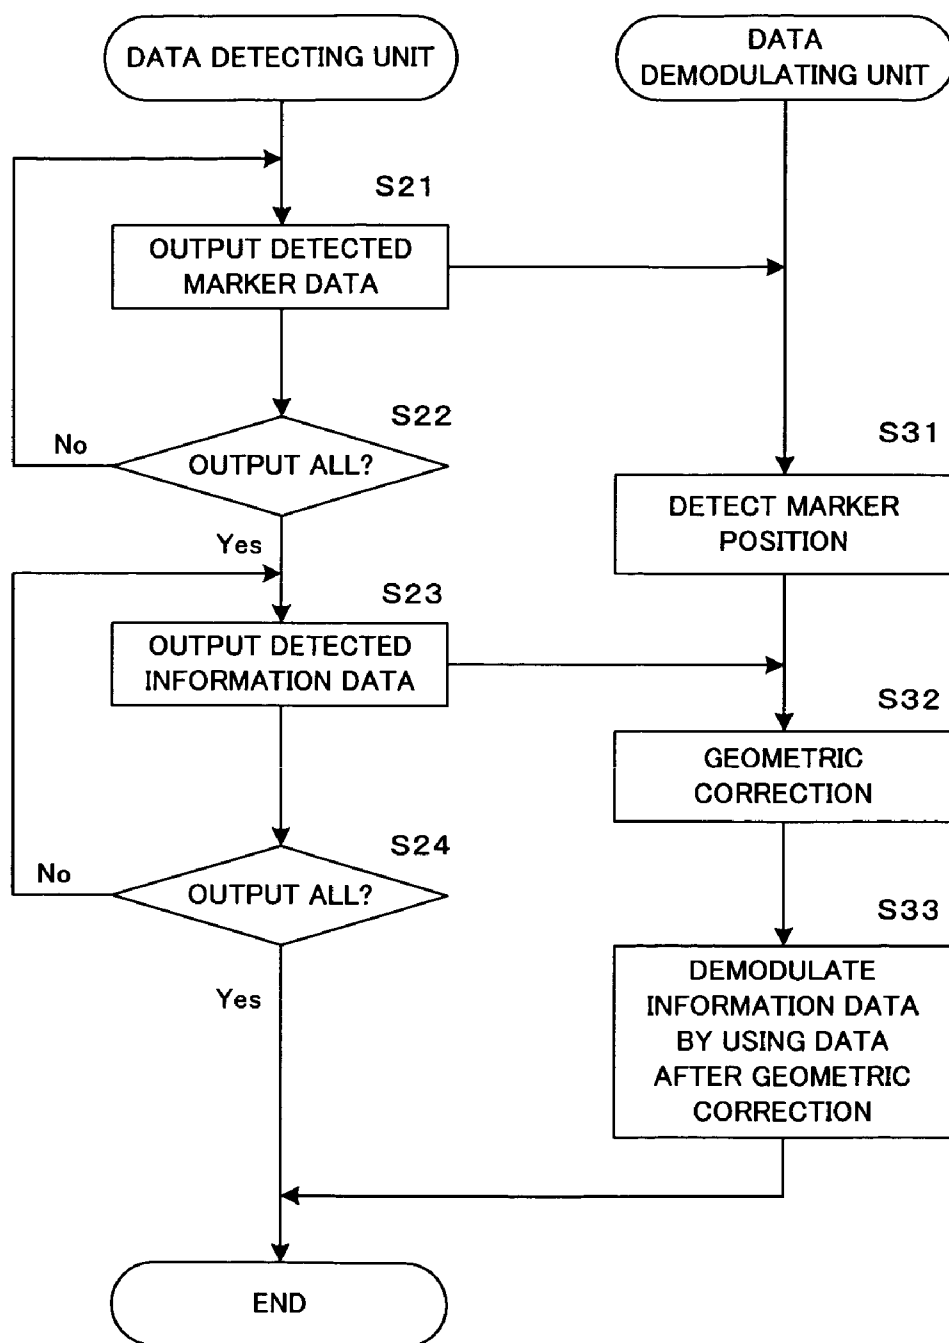 DATA DETECTING UNIT
DATA
DEMODULATING UNIT
S21
OUTPUT DETECTED
MARKER DATA
S22
No
OUTPUT ALL?
Yes
S31
DETECT MARKER
POSITION
S23
OUTPUT DETECTED
INFORMATION DATA
S32
GEOMETRIC
CORRECTION
S24
No
OUTPUT ALL?
Yes
S33
DEMODULATE
INFORMATION DATA
BY USING DATA
AFTER GEOMETRIC
CORRECTION
END